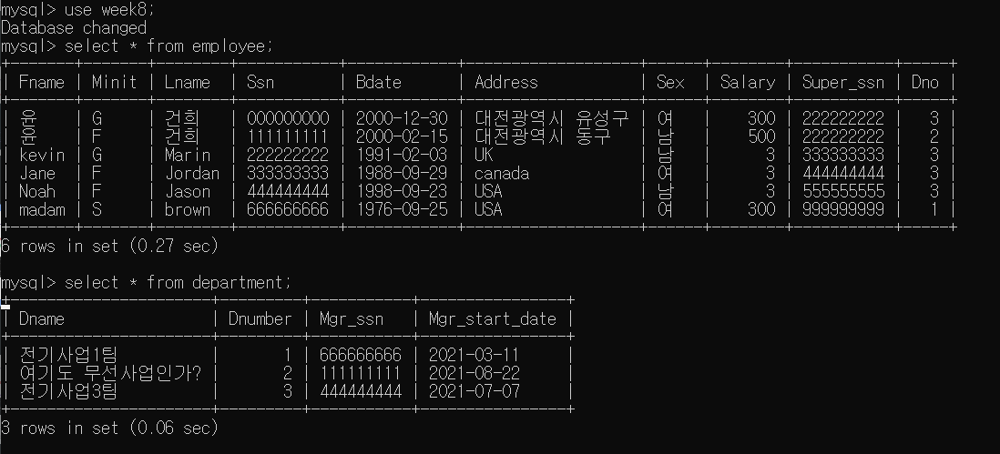 mysql> use week8;
Database changed
mysql> select * from employee;
+-------+-------+--------+-----------+------------+-----------------+------+--------+-----------+-----+
| Fname | Minit | Lname | Ssn | Bdate | Address | Sex | Salary | Super_ssn | Dno |
+-------+-------+--------+-----------+------------+-----------------+------+--------+-----------+-----+
| 윤 | G | 건희 | 000000000 | 2000-12-30 | 대전광역시 유성구 | 여 | 300 | 222222222 | 3 |
| 윤 | F | 건희 | 111111111 | 2000-02-15 | 대전광역시 동구 | 남 | 500 | 222222222 | 2 |
| kevin | G | Marin | 222222222 | 1991-02-03 | UK | 남 | 3 | 333333333 | 3 |
| Jane | F | Jordan | 333333333 | 1988-09-29 | canada | 여 | 3 | 444444444 | 3 |
| Noah | F | Jason | 444444444 | 1998-09-23 | USA | 남 | 3 | 555555555 | 3 |
| madam | S | brown | 666666666 | 1976-09-25 | USA | 여 | 300 | 999999999 | 1 |
+-------+-------+--------+-----------+------------+-----------------+------+--------+-----------+-----+
6 rows in set (0.27 sec)
mysql> select * from department;
+----------------------+---------+-----------+----------------+
| Dname | Dnumber | Mgr_ssn | Mgr_start_date |
+----------------------+---------+-----------+----------------+
| 전기사업1팀 | 1 | 666666666 | 2021-03-11 |
| 여기도 무선사업인가? | 2 | 111111111 | 2021-08-22 |
| 전기사업3팀 | 3 | 444444444 | 2021-07-07 |
+----------------------+---------+-----------+----------------+
3 rows in set (0.06 sec)